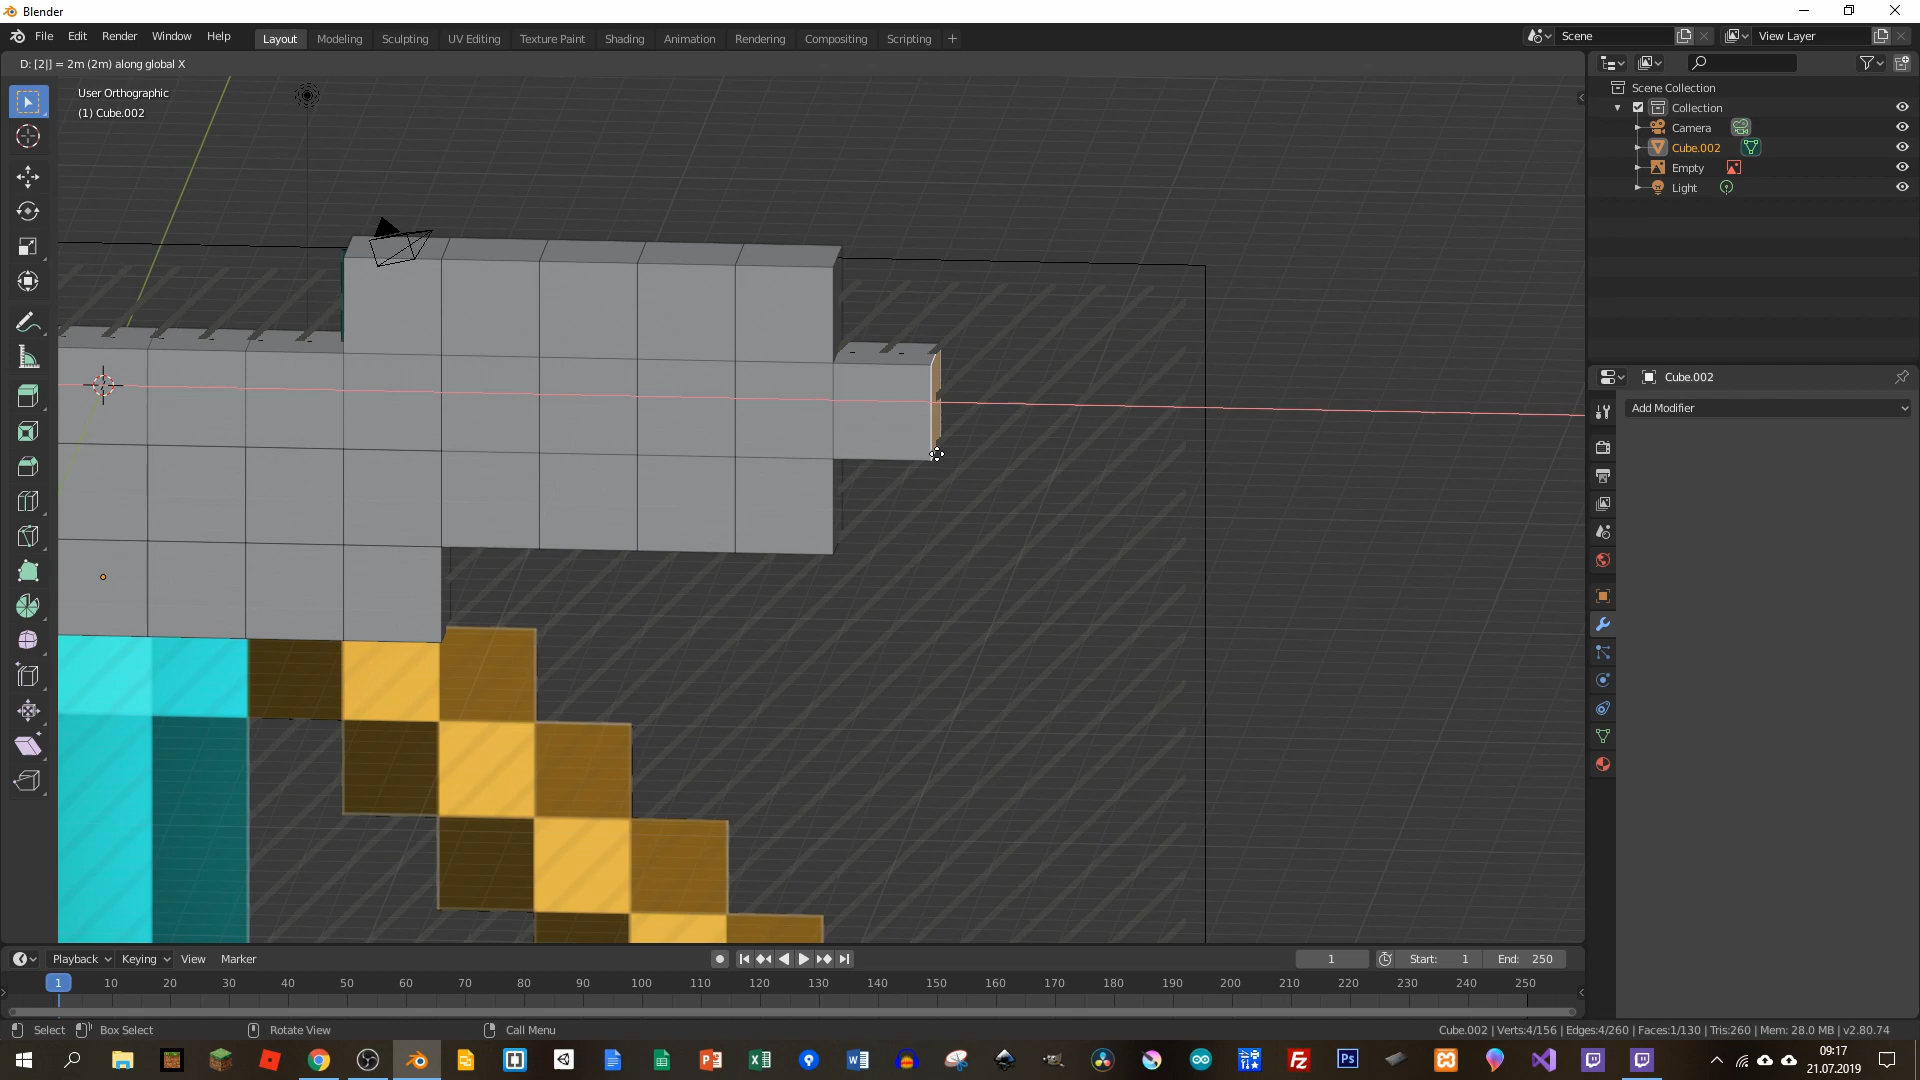 Blender
File Edit Render Window Help
Layout Modeling Sculpting UV Editing Texture Paint Shading Animation Rendering Compositing Scripting +
Scene
View Layer
D: [2|] = 2m (2m) along global X
User Orthographic
(1) Cube.002
Scene Collection
Collection
Camera
Cube.002
Empty
Light
Cube.002
Add Modifier
Playback Keying View Marker
1
Start: 1
End: 250
1 10 20 30 40 50 60 70 80 90 100 110 120 130 140 150 160 170 180 190 200 210 220 230 240 250
Select Box Select Rotate View Call Menu
Cube.002 | Verts:4/156 | Edges:4/260 | Faces:1/130 | Tris:260 | Mem: 28.0 MB | v2.80.74
Ps
09:17
21.07.2019